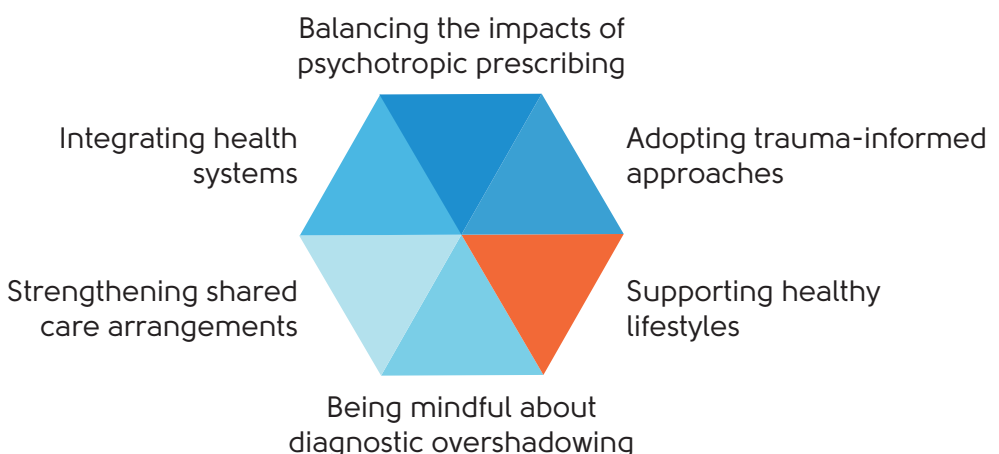 Balancing the impacts of
psychotropic prescribing
Integrating health
systems
Adopting trauma-informed
approaches
Strengthening shared
care arrangements
Supporting healthy
lifestyles
Being mindful about
diagnostic overshadowing